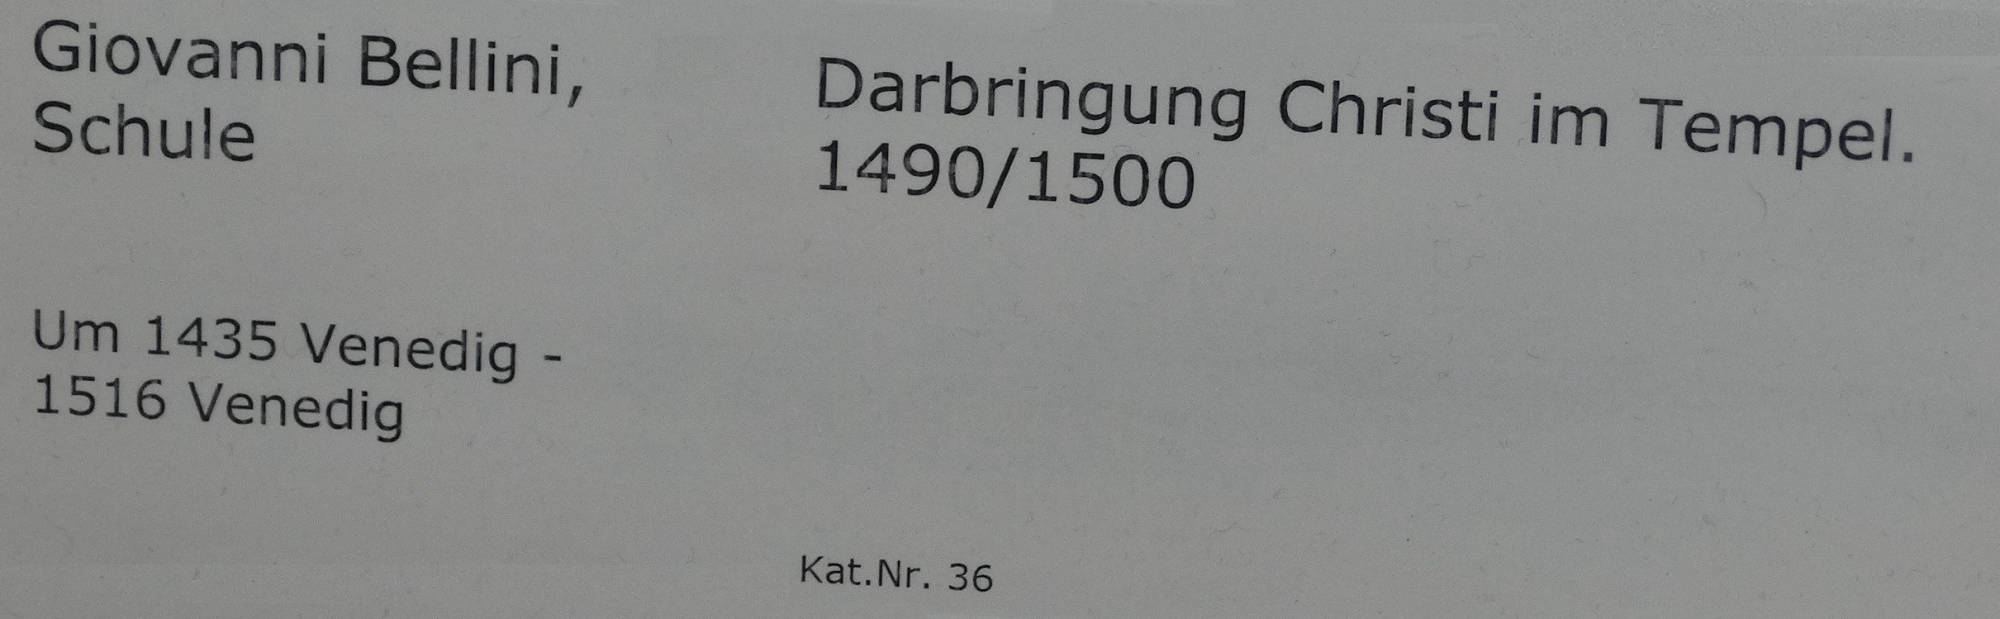 Giovanni Bellini,
Schule
Um 1435 Venedig -
1516 Venedig
Darbringung Christi im Tempel.
1490/1500
Kat.Nr. 36